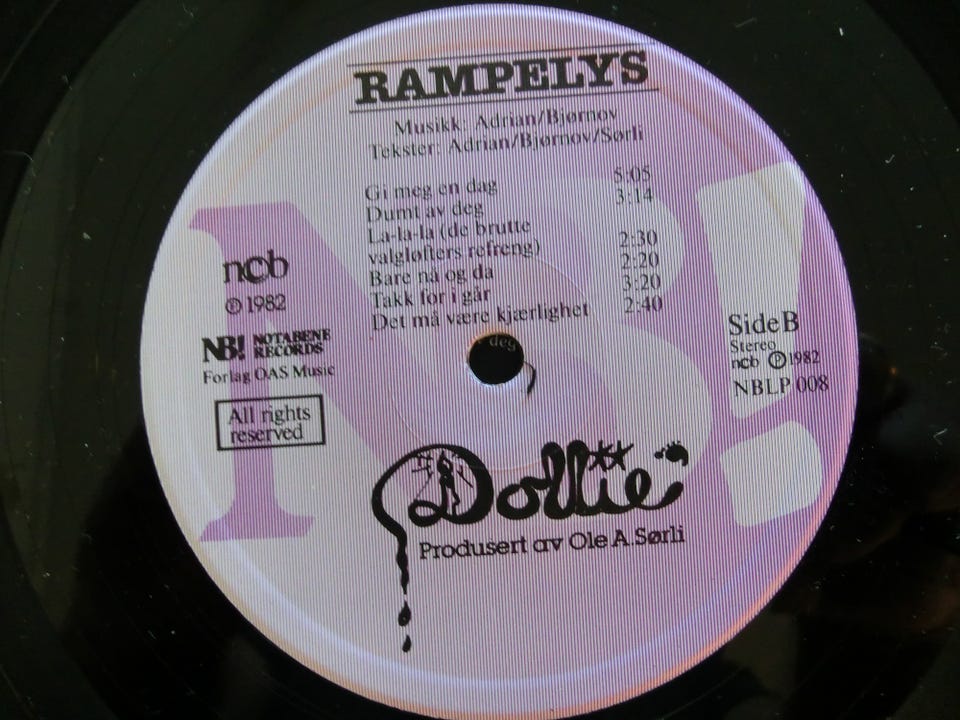 RAMPELYS
Musikk: Adrian/Bjørnov
Tekster: Adrian/Bjørnov/Sørli
Gi meg en dag 5:05
Dumt av deg 3:14
La-la-la (de brutte
valgløfters refreng) 2:30
Bare nå og da 2:20
Takk for i går 3:20
Det må være kjærlighet 2:40
ncb
Ⓟ 1982
NB! NOTABENE
RECORDS
Forlag OAS Music
All rights
reserved
Side B
Stereo
ncb Ⓟ 1982
NBLP 008
deg
Dollie
Produsert av Ole A. Sørli
NB!